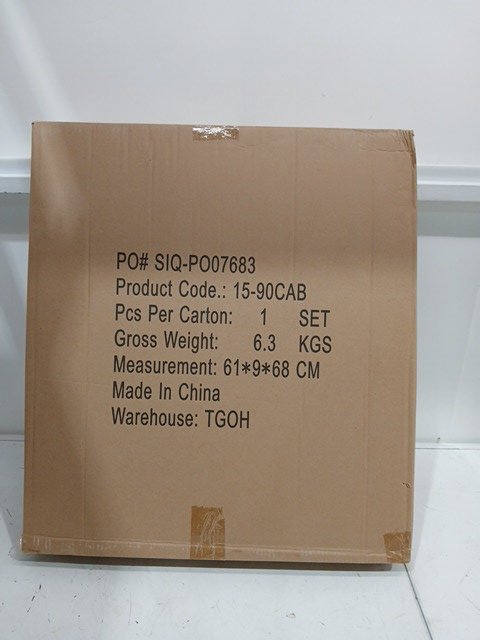 PO# SIQ-PO07683
Product Code.: 15-90CAB
Pcs Per Carton: 1 SET
Gross Weight: 6.3 KGS
Measurement: 61*9*68 CM
Made In China
Warehouse: TGOH